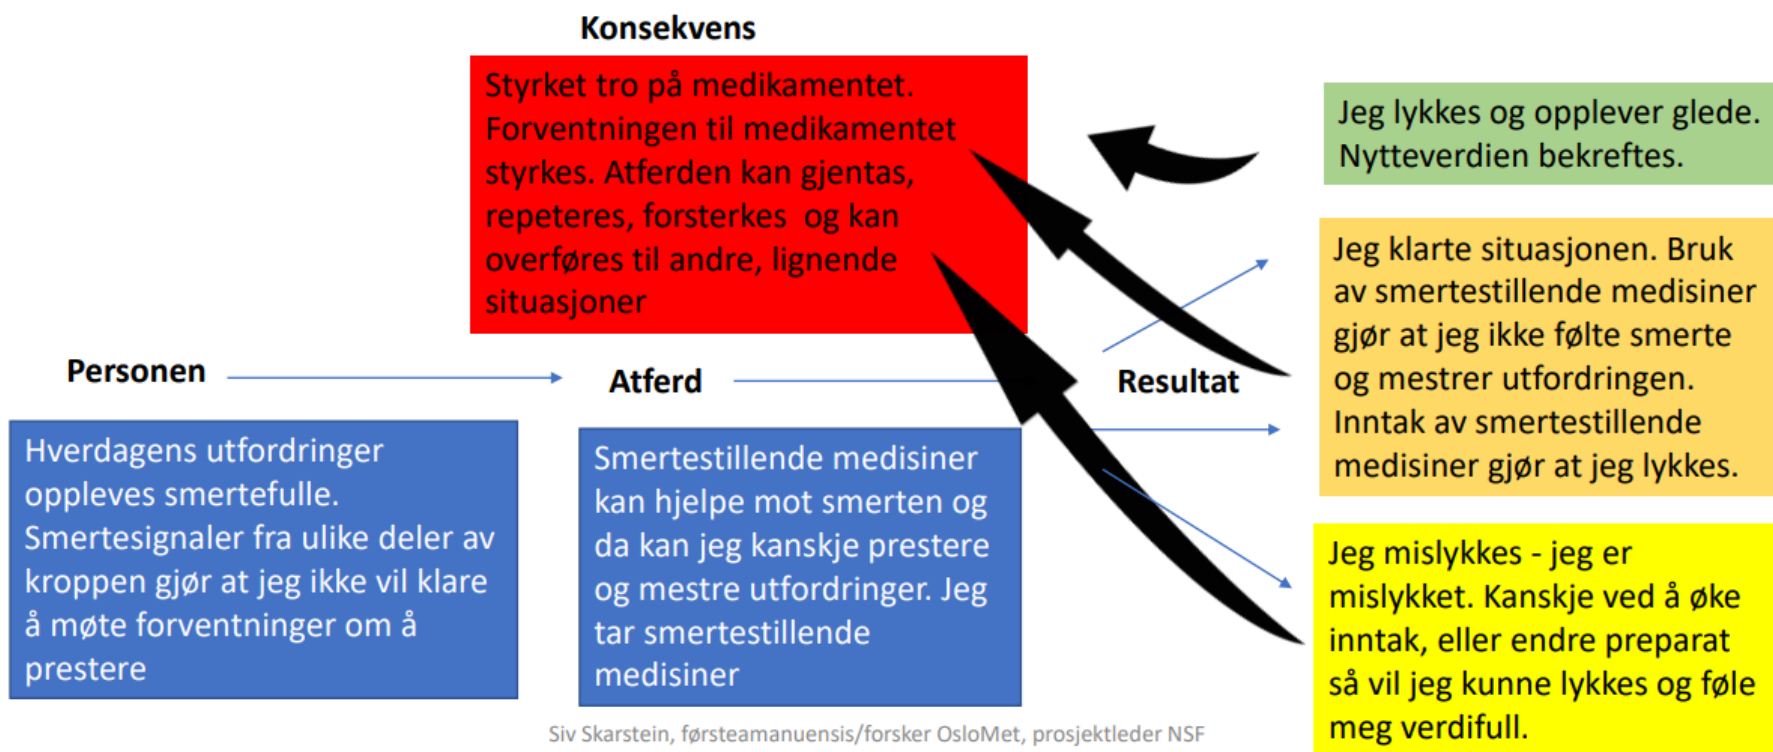 Konsekvens
Styrket tro på medikamentet.
Forventningen til medikamentet
styrkes. Atferden kan gjentas,
repeteres, forsterkes  og kan
overføres til andre, lignende
situasjoner
Jeg lykkes og opplever glede.
Nytteverdien bekreftes.
Jeg klarte situasjonen. Bruk
av smertestillende medisiner
gjør at jeg ikke følte smerte
og mestrer utfordringen.
Inntak av smertestillende
medisiner gjør at jeg lykkes.
Personen
Atferd
Resultat
Hverdagens utfordringer
oppleves smertefulle.
Smertesignaler fra ulike deler av
kroppen gjør at jeg ikke vil klare
å møte forventninger om å
prestere
Smertestillende medisiner
kan hjelpe mot smerten og
da kan jeg kanskje prestere
og mestre utfordringer. Jeg
tar smertestillende
medisiner
Jeg mislykkes - jeg er
mislykket. Kanskje ved å øke
inntak, eller endre preparat
så vil jeg kunne lykkes og føle
meg verdifull.
Siv Skarstein, førsteamanuensis/forsker OsloMet, prosjektleder NSF